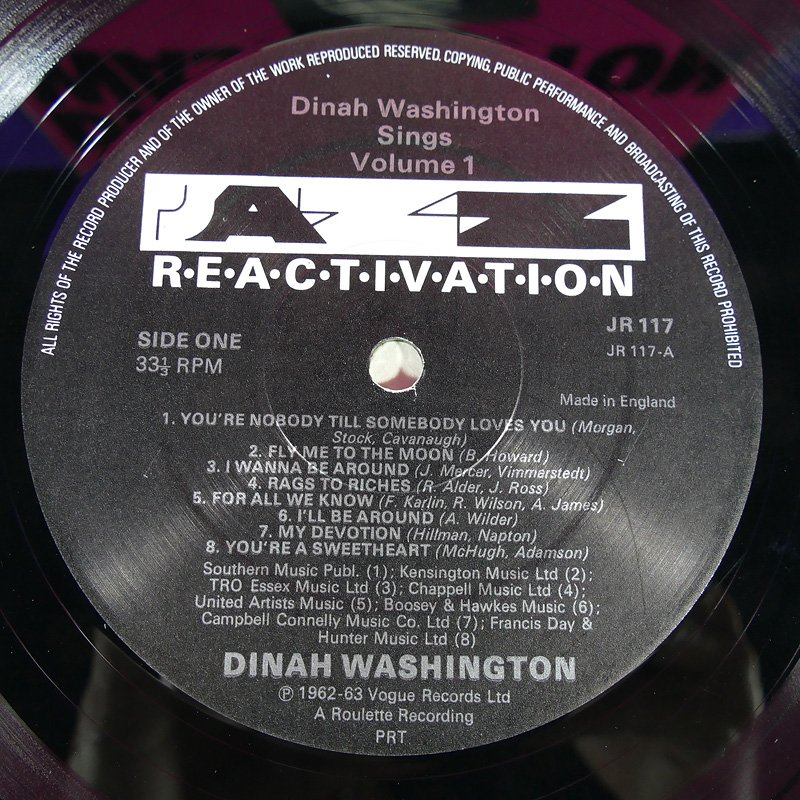 ALL RIGHTS OF THE RECORD PRODUCER AND OF THE OWNER OF THE WORK REPRODUCED RESERVED. COPYING, PUBLIC PERFORMANCE AND BROADCASTING OF THIS RECORD PROHIBITED
Dinah Washington
Sings
Volume 1
JAZZ
R•E•A•C•T•I•V•A•T•I•O•N
SIDE ONE
33⅓ RPM
JR 117
JR 117-A
Made in England
1. YOU'RE NOBODY TILL SOMEBODY LOVES YOU (Morgan,
Stock, Cavanaugh)
2. FLY ME TO THE MOON (B. Howard)
3. I WANNA BE AROUND (J. Mercer, Vimmerstedt)
4. RAGS TO RICHES (R. Alder, J. Ross)
5. FOR ALL WE KNOW (F. Karlin, R. Wilson, A. James)
6. I'LL BE AROUND (A. Wilder)
7. MY DEVOTION (Hillman, Napton)
8. YOU'RE A SWEETHEART (McHugh, Adamson)
Southern Music Publ. (1); Kensington Music Ltd (2);
TRO Essex Music Ltd (3); Chappell Music Ltd (4);
United Artists Music (5); Boosey & Hawkes Music (6);
Campbell Connelly Music Co. Ltd (7); Francis Day &
Hunter Music Ltd (8)
DINAH WASHINGTON
℗ 1962-63 Vogue Records Ltd
A Roulette Recording
PRT